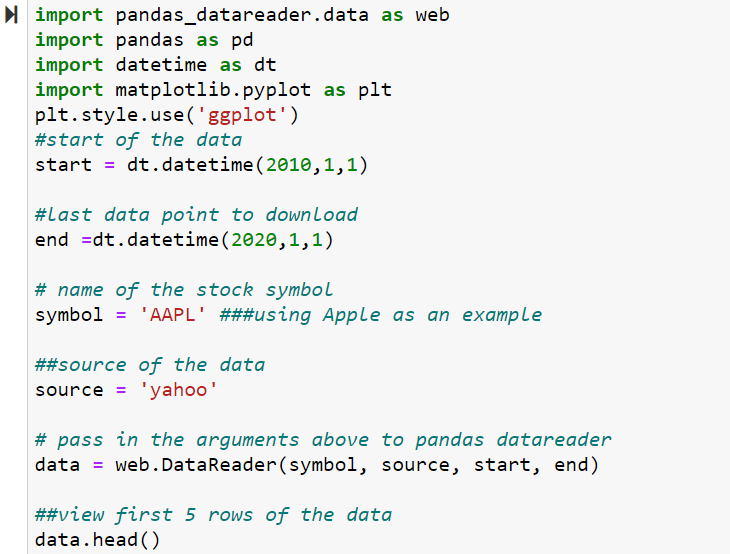 import pandas_datareader.data as web
import pandas as pd
import datetime as dt
import matplotlib.pyplot as plt
plt.style.use('ggplot')
#start of the data
start = dt.datetime(2010,1,1)
#last data point to download
end =dt.datetime(2020,1,1)
# name of the stock symbol
symbol = 'AAPL' ###using Apple as an example
##source of the data
source = 'yahoo'
# pass in the arguments above to pandas datareader
data = web.DataReader(symbol, source, start, end)
##view first 5 rows of the data
data.head()